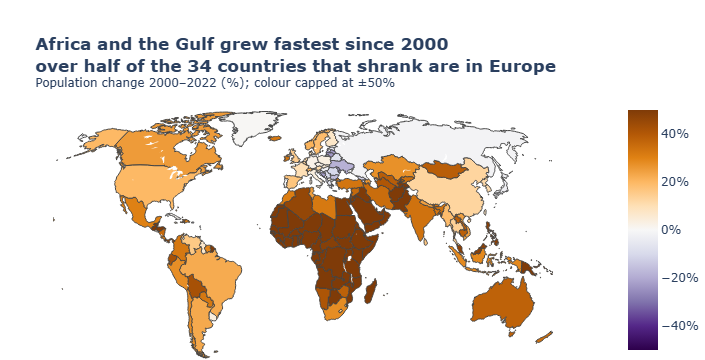 Africa and the Gulf grew fastest since 2000
over half of the 34 countries that shrank are in Europe
Population change 2000–2022 (%); colour capped at ±50%
40%
20%
0%
−20%
−40%